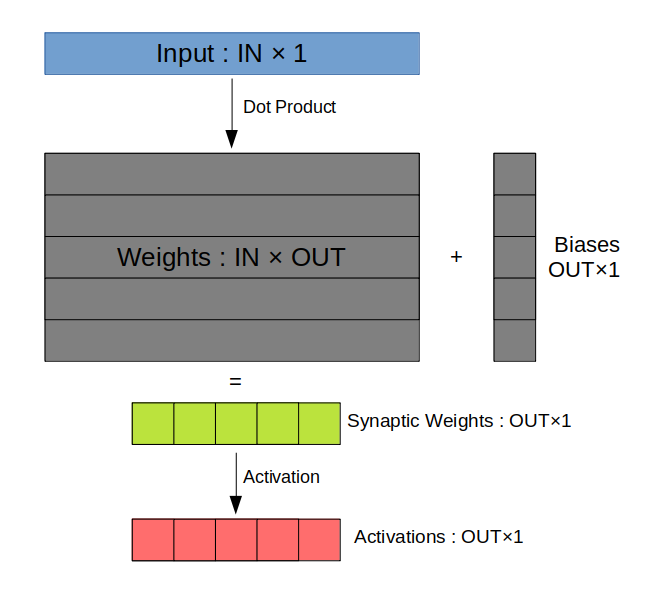 Input : IN × 1
Dot Product
Weights : IN × OUT
+
Biases
OUT×1
=
Synaptic Weights : OUT×1
Activation
Activations : OUT×1